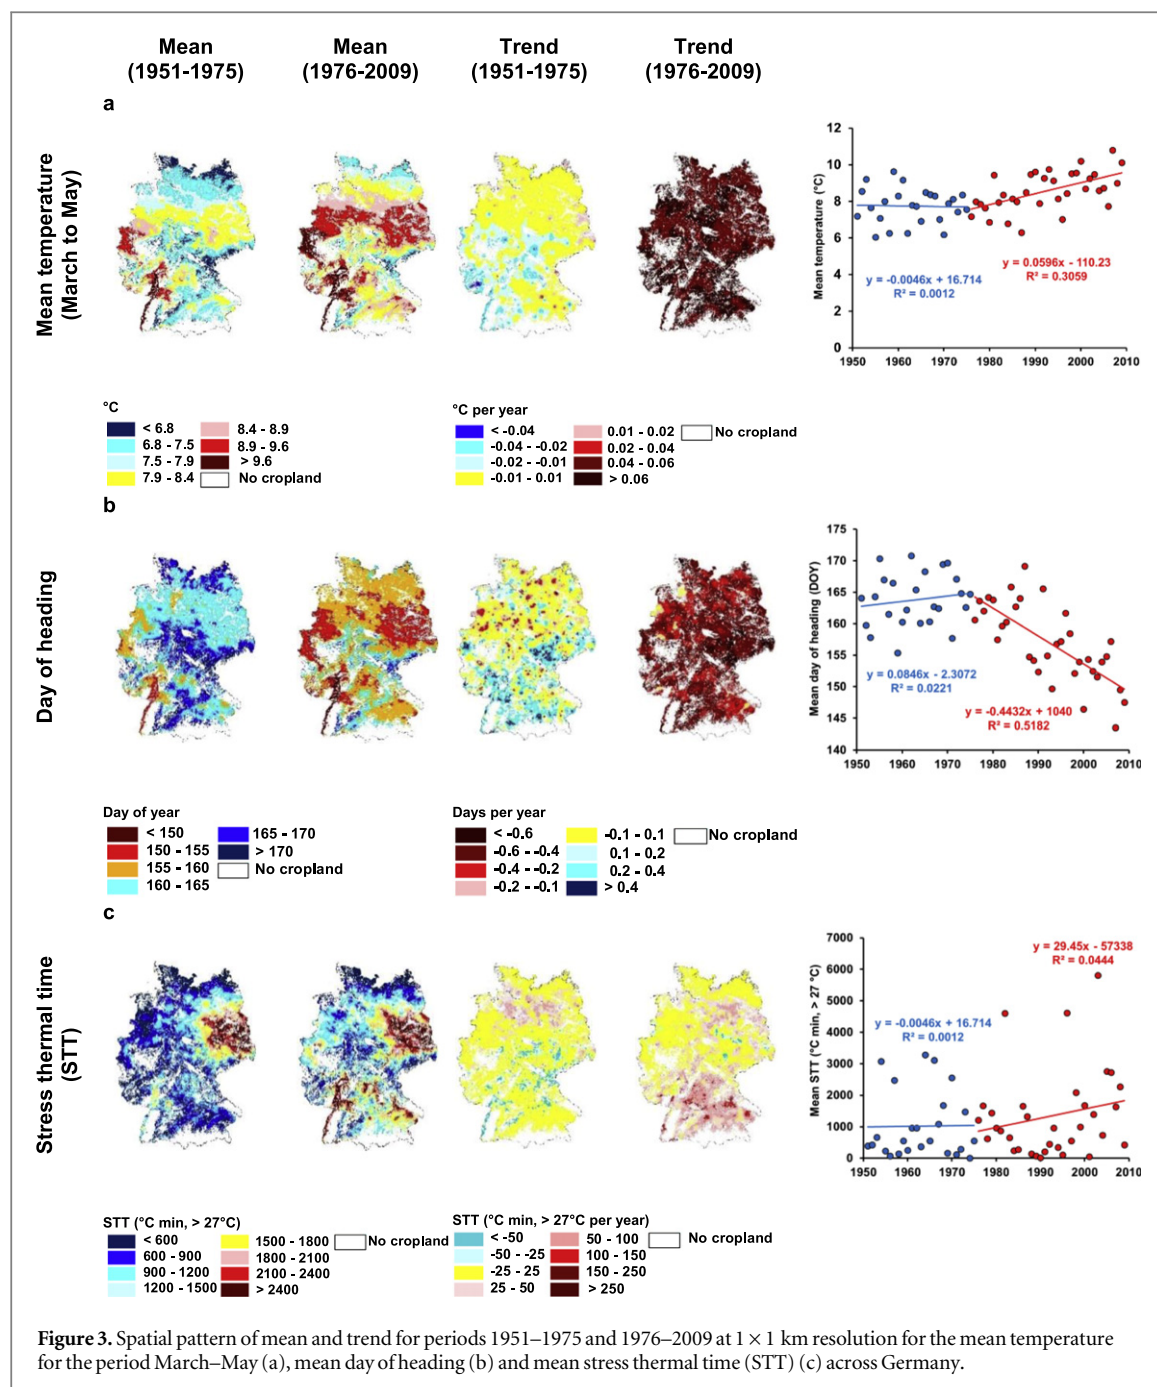 Mean
(1951-1975)
Mean
(1976-2009)
Trend
(1951-1975)
Trend
(1976-2009)
a
Mean temperature
(March to May)
°C
< 6.8
6.8 - 7.5
7.5 - 7.9
7.9 - 8.4
8.4 - 8.9
8.9 - 9.6
> 9.6
No cropland
°C per year
< -0.04
-0.04 - -0.02
-0.02 - -0.01
-0.01 - 0.01
0.01 - 0.02
0.02 - 0.04
0.04 - 0.06
> 0.06
No cropland
Mean temperature (°C)
12
10
8
6
4
2
0
1950 1960 1970 1980 1990 2000 2010
y = -0.0046x + 16.714
R² = 0.0012
y = 0.0596x - 110.23
R² = 0.3059
b
Day of heading
Day of year
< 150
150 - 155
155 - 160
160 - 165
165 - 170
> 170
No cropland
Days per year
< -0.6
-0.6 - -0.4
-0.4 - -0.2
-0.2 - -0.1
-0.1 - 0.1
0.1 - 0.2
0.2 - 0.4
> 0.4
No cropland
Mean day of heading (DOY)
175
170
165
160
155
150
145
140
1950 1960 1970 1980 1990 2000 2010
y = 0.0846x - 2.3072
R² = 0.0221
y = -0.4432x + 1040
R² = 0.5182
c
Stress thermal time
(STT)
STT (°C min, > 27°C)
< 600
600 - 900
900 - 1200
1200 - 1500
1500 - 1800
1800 - 2100
2100 - 2400
> 2400
No cropland
STT (°C min, > 27°C per year)
< -50
-50 - -25
-25 - 25
25 - 50
50 - 100
100 - 150
150 - 250
> 250
No cropland
Mean STT (°C min, > 27 °C)
7000
6000
5000
4000
3000
2000
1000
0
1950 1960 1970 1980 1990 2000 2010
y = 29.45x - 57338
R² = 0.0444
y = -0.0046x + 16.714
R² = 0.0012
Figure 3. Spatial pattern of mean and trend for periods 1951–1975 and 1976–2009 at 1 × 1 km resolution for the mean temperature
for the period March–May (a), mean day of heading (b) and mean stress thermal time (STT) (c) across Germany.